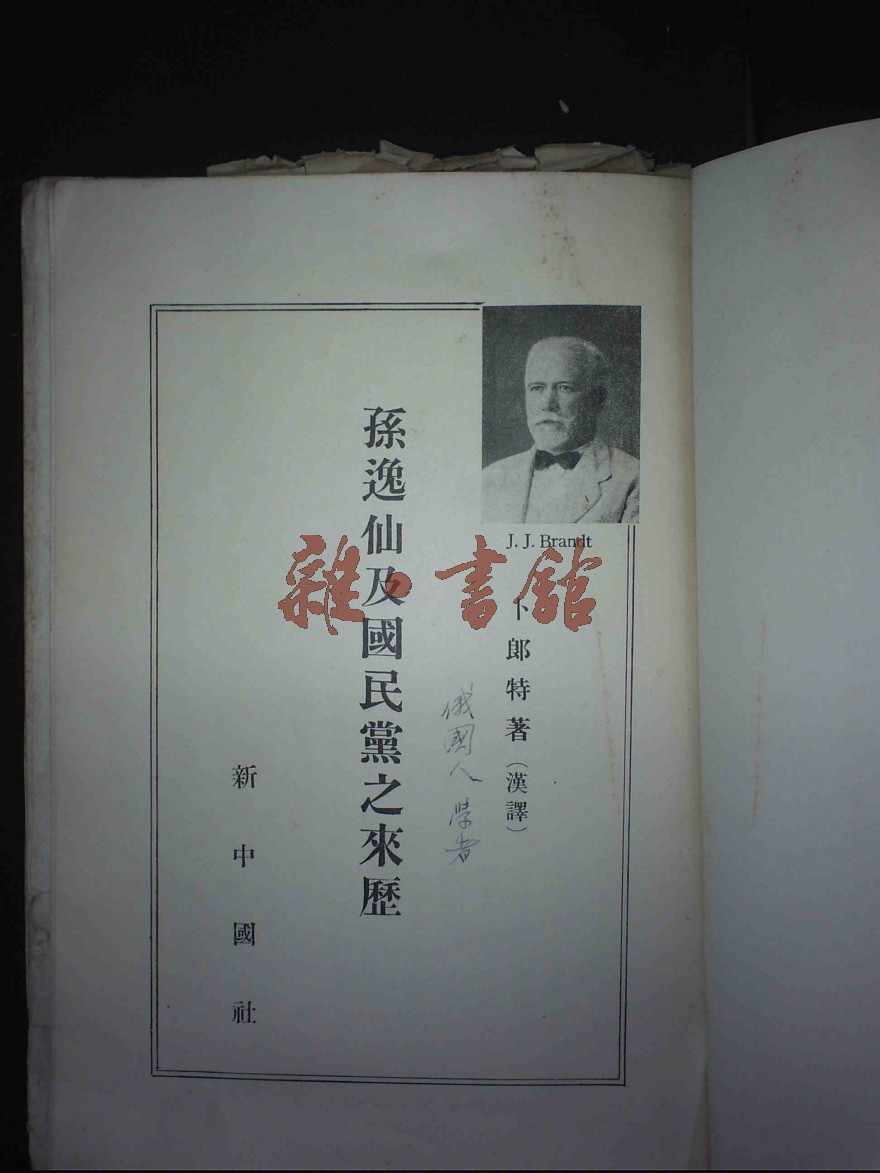 J. J. Brandt
卜郎特著（漢譯）
俄國人 學者
孫逸仙及國民黨之來歷
新中國社
雜·書館